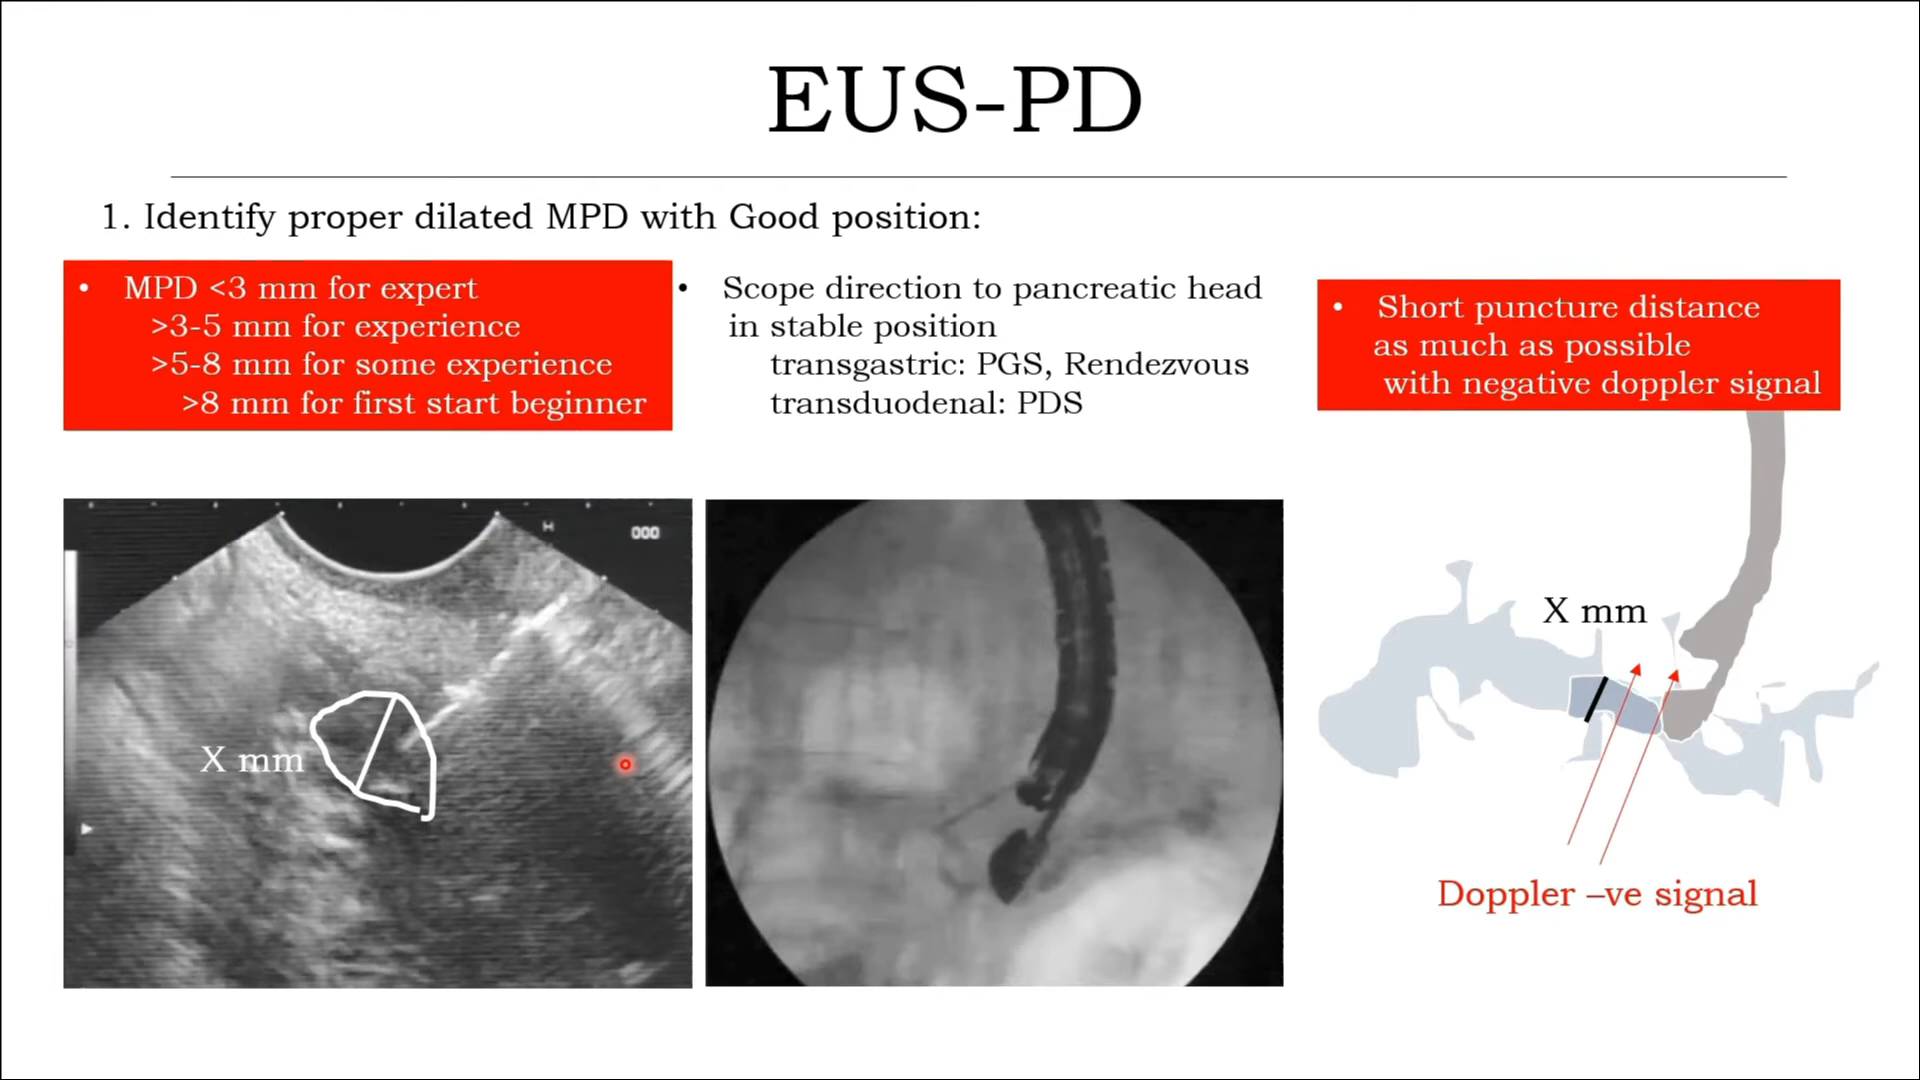 EUS-PD
1. Identify proper dilated MPD with Good position:
• MPD <3 mm for expert
>3-5 mm for experience
>5-8 mm for some experience
>8 mm for first start beginner
• Scope direction to pancreatic head
in stable position
transgastric: PGS, Rendezvous
transduodenal: PDS
• Short puncture distance
as much as possible
with negative doppler signal
H
000
X mm
X mm
Doppler –ve signal